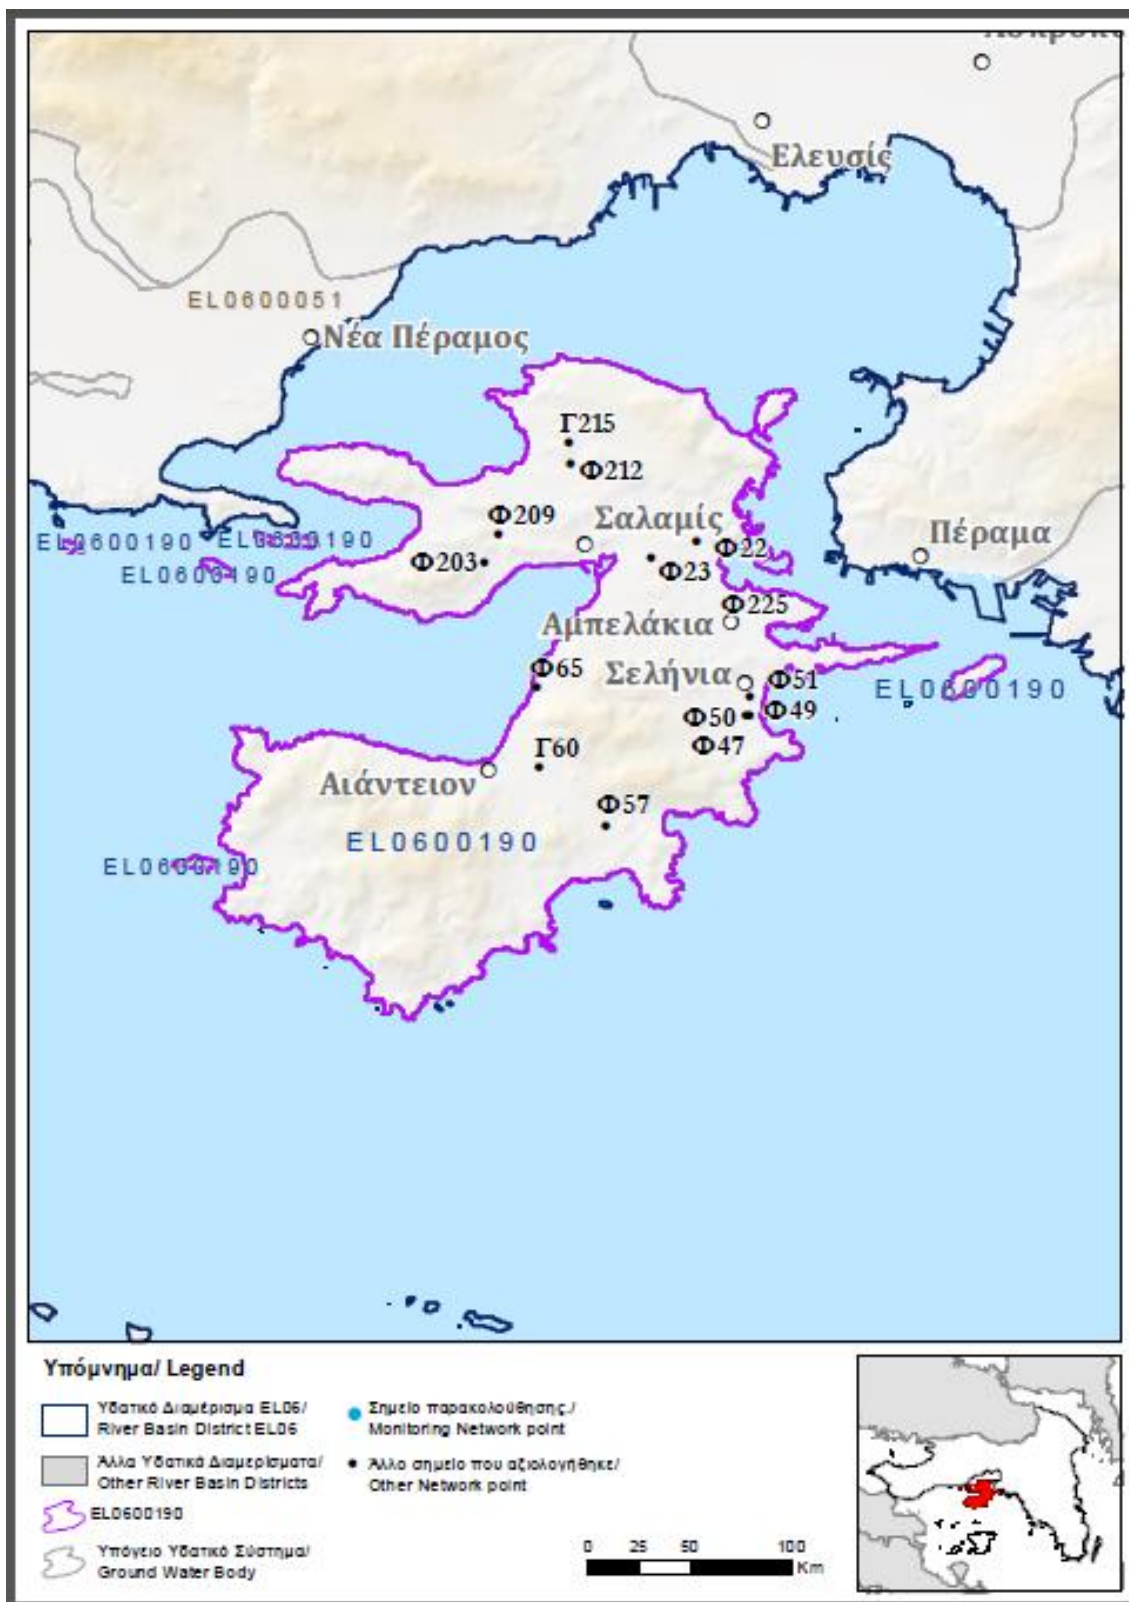 Ελευσίς
EL0600051
Νέα Πέραμος
Γ215
Φ212
Φ209
Σαλαμίς
Πέραμα
EL0600190
EL0600190
EL0600190
Φ203
Φ22
Φ23
Φ225
Αμπελάκια
Φ65
Σελήνια
Φ51
EL0600190
Φ50
Φ49
Φ47
Γ60
Αιάντειον
Φ57
EL0600190
EL0600190
Υπόμνημα/ Legend
Υδατικό Διαμέρισμα EL06/
River Basin District EL06
Άλλα Υδατικά Διαμερίσματα/
Other River Basin Districts
EL0600190
Υπόγειο Υδατικό Σύστημα/
Ground Water Body
Σημείο παρακολούθησης./
Monitoring Network point
Άλλο σημείο που αξιολογήθηκε/
Other Network point
0 25 50 100
Km